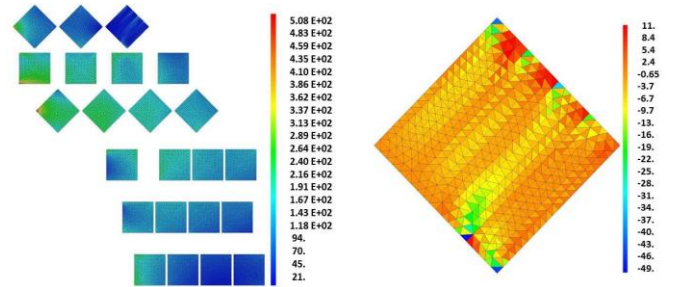 5.08 E+02
4.83 E+02
4.59 E+02
4.35 E+02
4.10 E+02
3.86 E+02
3.62 E+02
3.37 E+02
3.13 E+02
2.89 E+02
2.64 E+02
2.40 E+02
2.16 E+02
1.91 E+02
1.67 E+02
1.43 E+02
1.18 E+02
94.
70.
45.
21.
11.
8.4
5.4
2.4
-0.65
-3.7
-6.7
-9.7
-13.
-16.
-19.
-22.
-25.
-28.
-31.
-34.
-37.
-40.
-43.
-46.
-49.